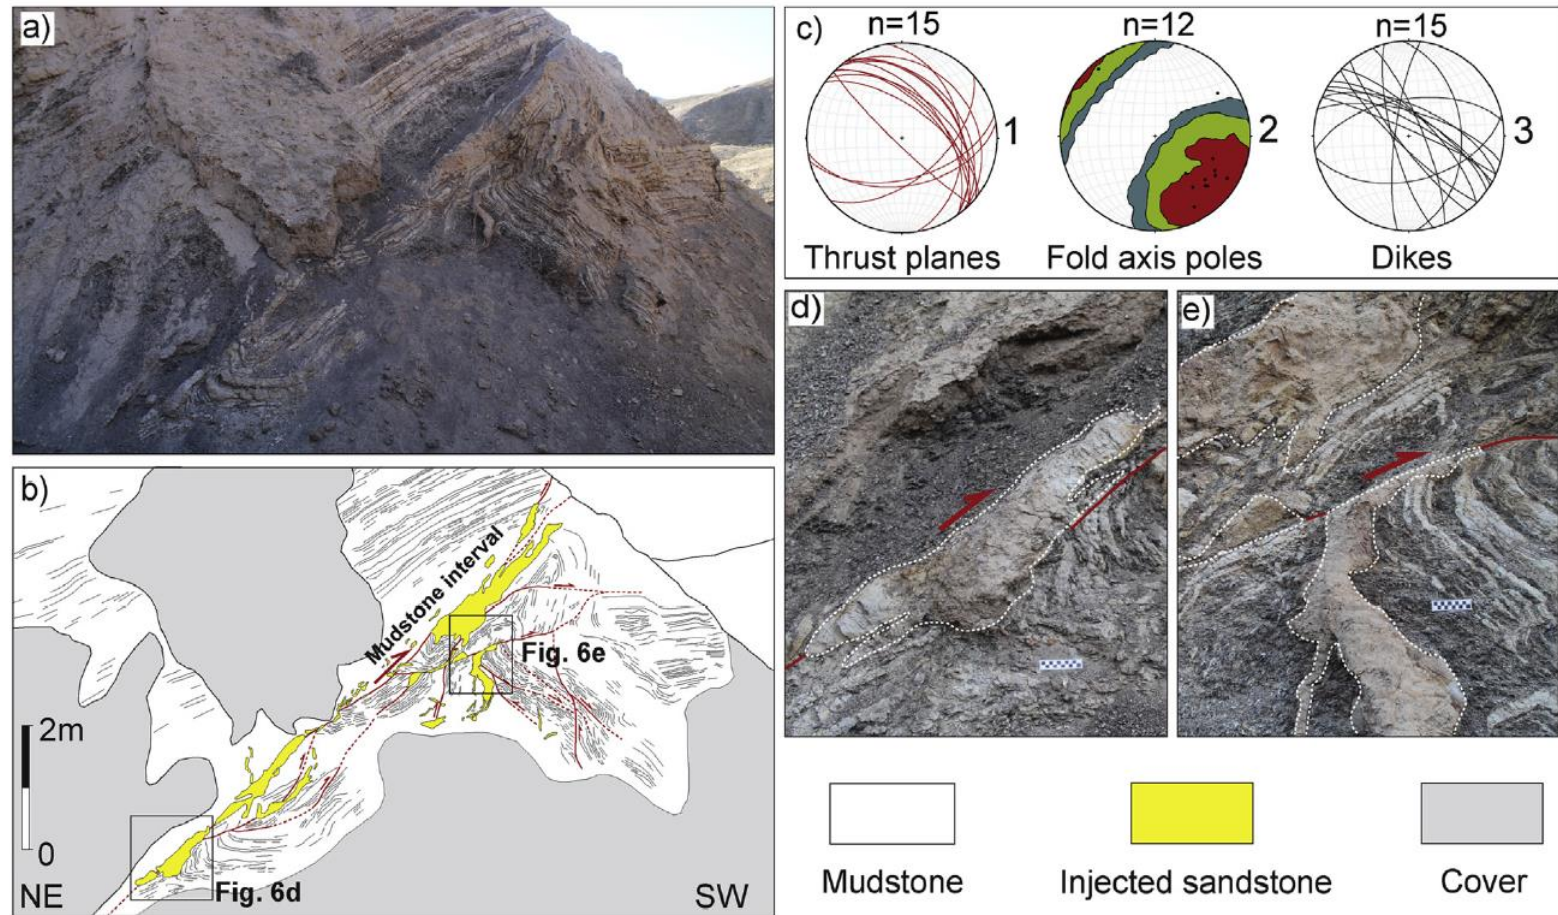 a)
b)
Mudstone interval
Fig. 6e
2m
0
Fig. 6d
NE
SW
c)
n=15
n=12
n=15
1
2
3
Thrust planes
Fold axis poles
Dikes
d)
e)
Mudstone
Injected sandstone
Cover